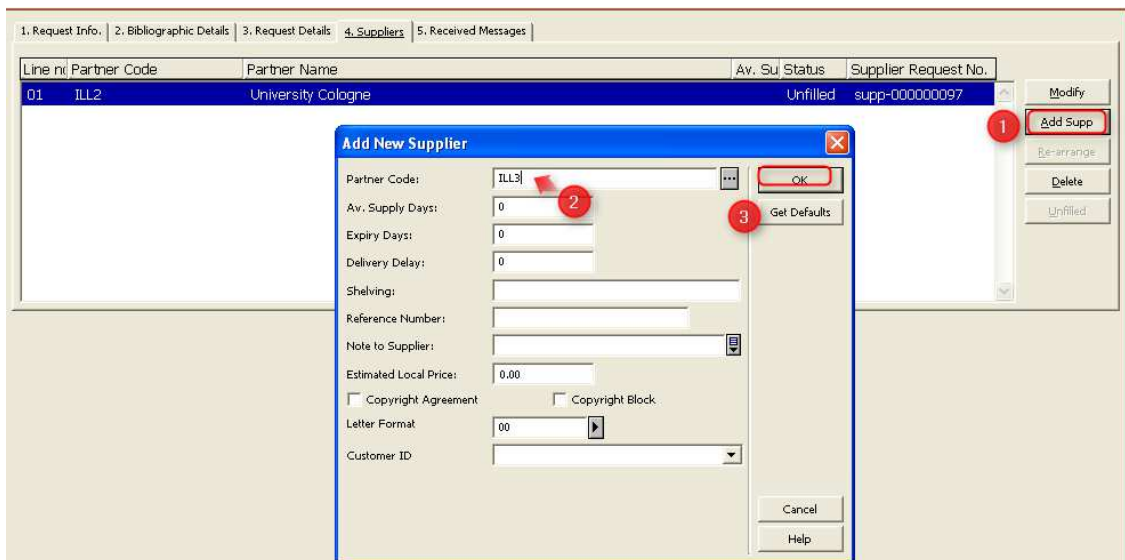 1. Request Info. 2. Bibliographic Details 3. Request Details 4. Suppliers 5. Received Messages
Line n Partner Code Partner Name Av. Su Status Supplier Request No.
01 ILL2 University Cologne Unfilled supp-000000097
Modify
1 Add Supp
Re-arrange
Delete
Unfilled
Add New Supplier
Partner Code: ILL3 2 OK
Av. Supply Days: 0 3 Get Defaults
Expiry Days: 0
Delivery Delay: 0
Shelving:
Reference Number:
Note to Supplier:
Estimated Local Price: 0.00
Copyright Agreement Copyright Block
Letter Format 00
Customer ID
Cancel
Help